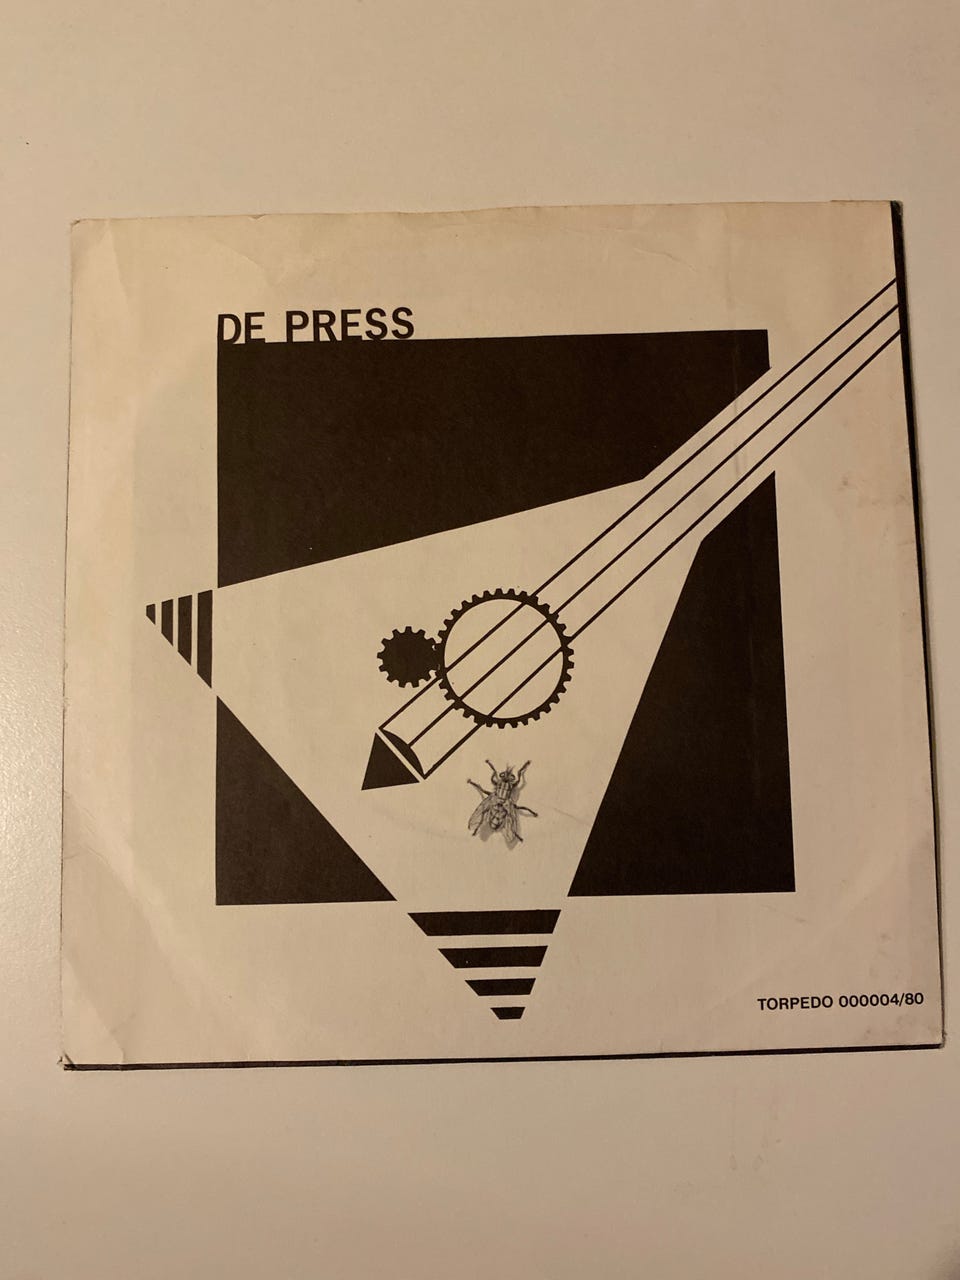 DE PRESS
TORPEDO 000004/80